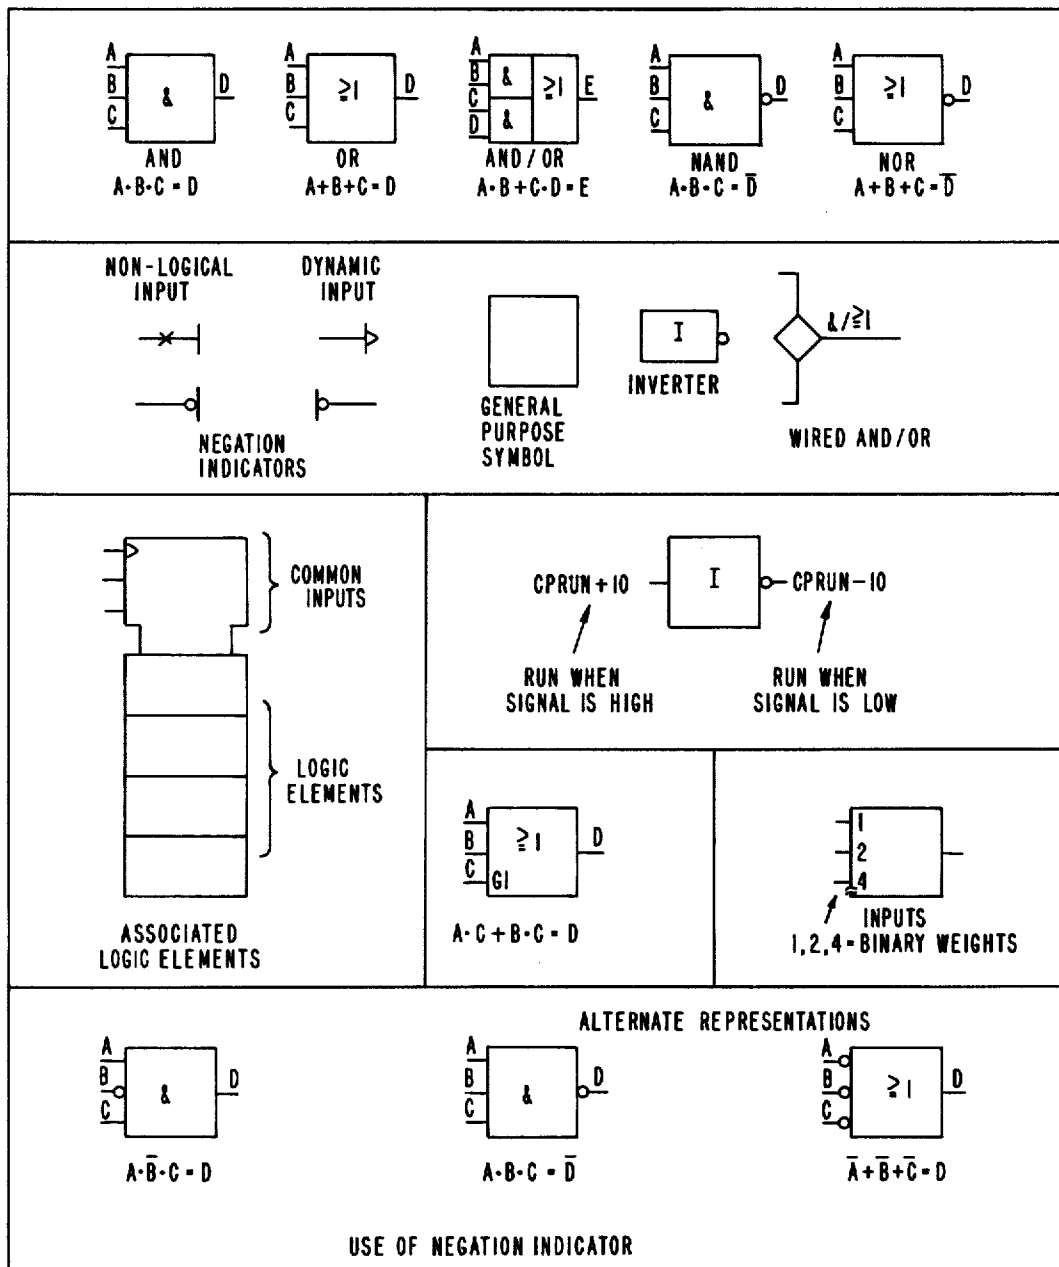 A
B
C
&
D
AND
A·B·C = D
A
B
C
≥1
D
OR
A+B+C = D
A
B
C
D
&
&
≥1
E
AND/OR
A·B+C·D=E
A
B
C
&
D
NAND
A·B·C = D̅
A
B
C
≥1
D
NOR
A+B+C=D̅
NON-LOGICAL
INPUT
DYNAMIC
INPUT
NEGATION
INDICATORS
GENERAL
PURPOSE
SYMBOL
I
INVERTER
&/≥1
WIRED AND/OR
COMMON
INPUTS
LOGIC
ELEMENTS
ASSOCIATED
LOGIC ELEMENTS
CPRUN+10
I
CPRUN-10
RUN WHEN
SIGNAL IS HIGH
RUN WHEN
SIGNAL IS LOW
A
B
C
≥1
G1
D
A·C+B·C = D
1
2
4
INPUTS
1,2,4=BINARY WEIGHTS
ALTERNATE REPRESENTATIONS
A
B
C
&
D
A·B̅·C = D
A
B
C
&
D
A·B·C = D̅
A
B
C
≥1
D
A̅+B̅+C̅=D
USE OF NEGATION INDICATOR